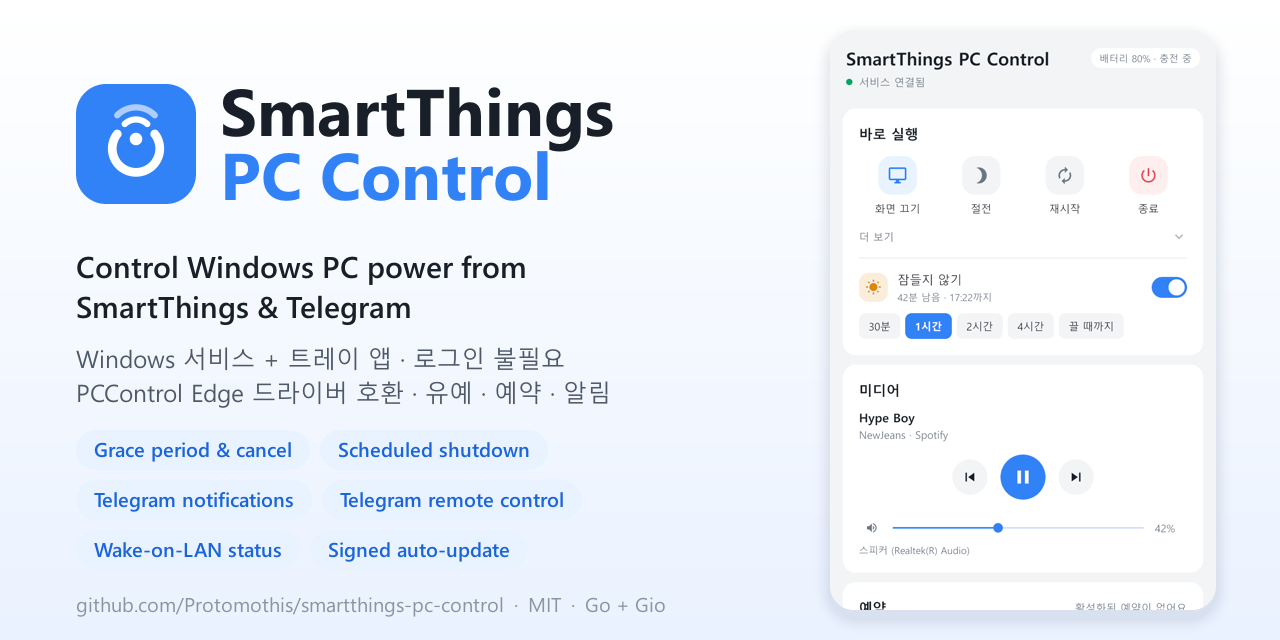 SmartThings
PC Control
Control Windows PC power from
SmartThings & Telegram
Windows 서비스 + 트레이 앱 · 로그인 불필요
PCControl Edge 드라이버 호환 · 유예 · 예약 · 알림
Grace period & cancel
Scheduled shutdown
Telegram notifications
Telegram remote control
Wake-on-LAN status
Signed auto-update
github.com/Protomothis/smartthings-pc-control · MIT · Go + Gio
SmartThings PC Control
배터리 80% · 충전 중
서비스 연결됨
바로 실행
화면 끄기
절전
재시작
종료
더 보기
잠들지 않기
42분 남음 · 17:22까지
30분
1시간
2시간
4시간
끌 때까지
미디어
Hype Boy
NewJeans · Spotify
42%
스피커 (Realtek(R) Audio)
예약
활성화된 예약이 없어요